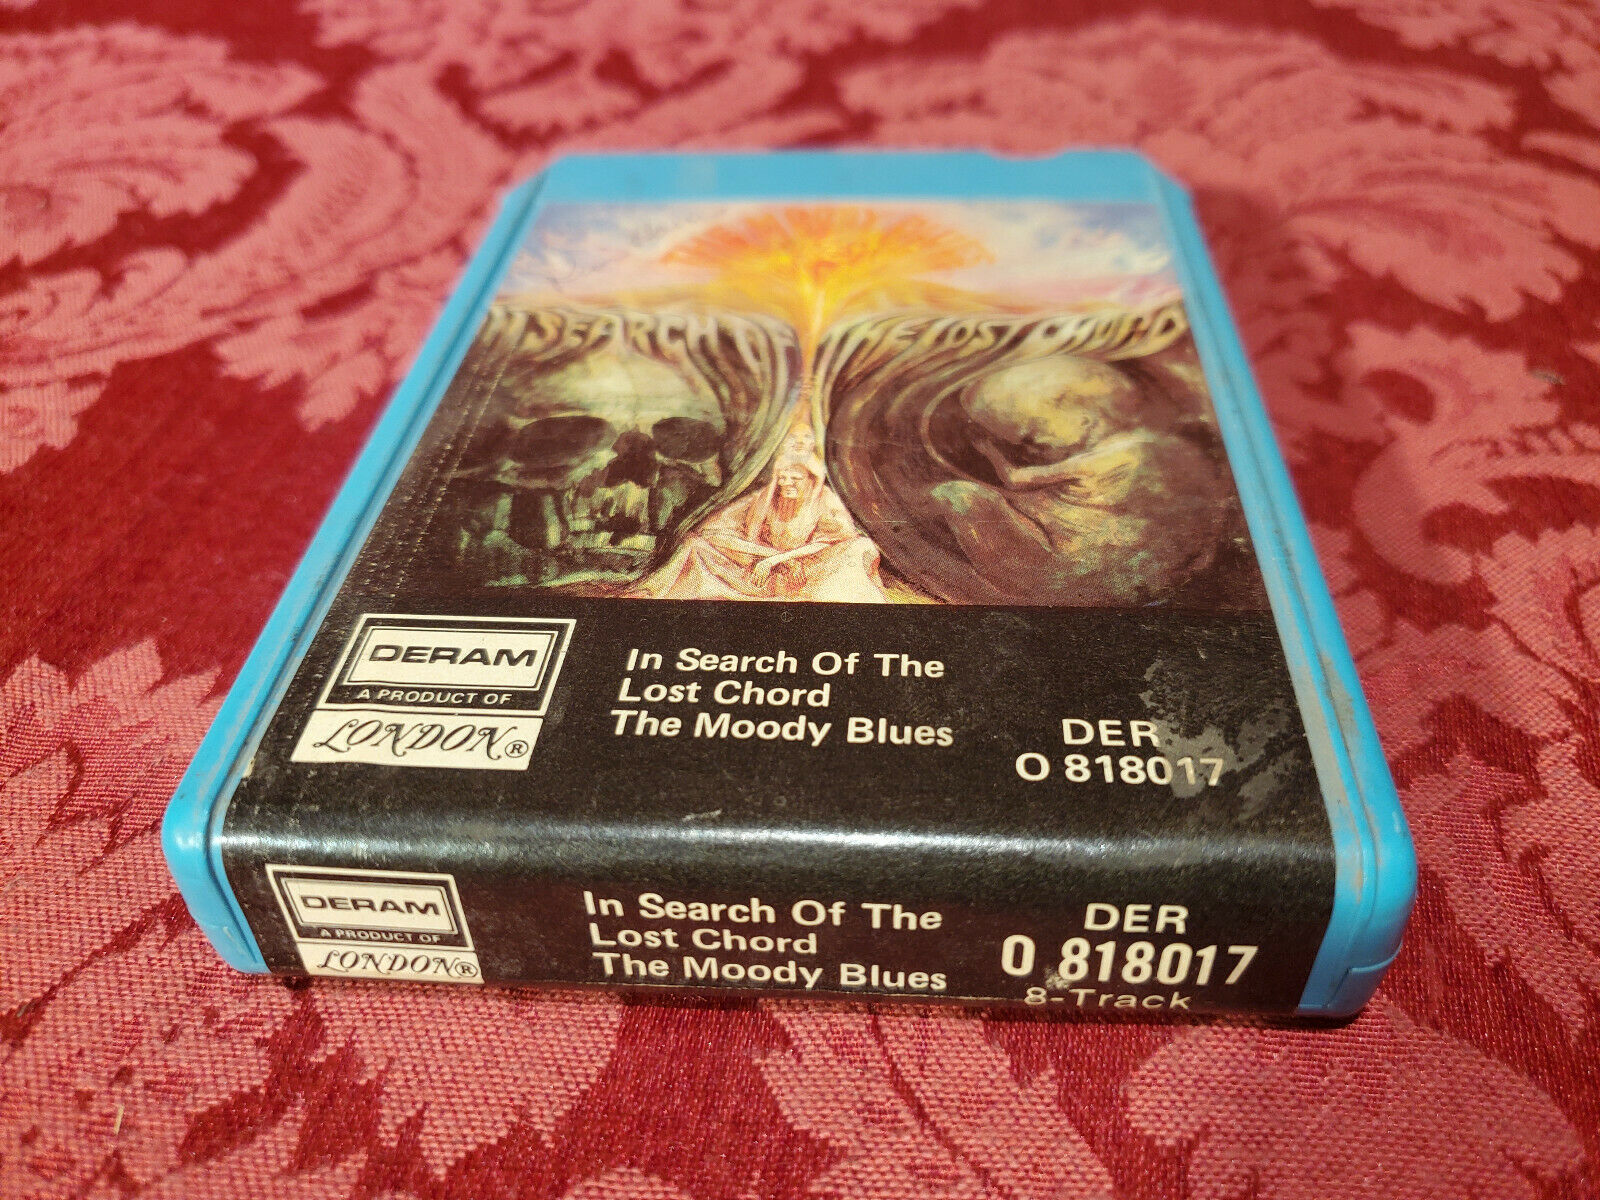 IN SEARCH OF THE LOST CHORD
DERAM
A PRODUCT OF
LONDON®
In Search Of The
Lost Chord
The Moody Blues
DER
O 818017
DERAM
A PRODUCT OF
LONDON®
In Search Of The
Lost Chord
The Moody Blues
DER
0 818017
8-Track